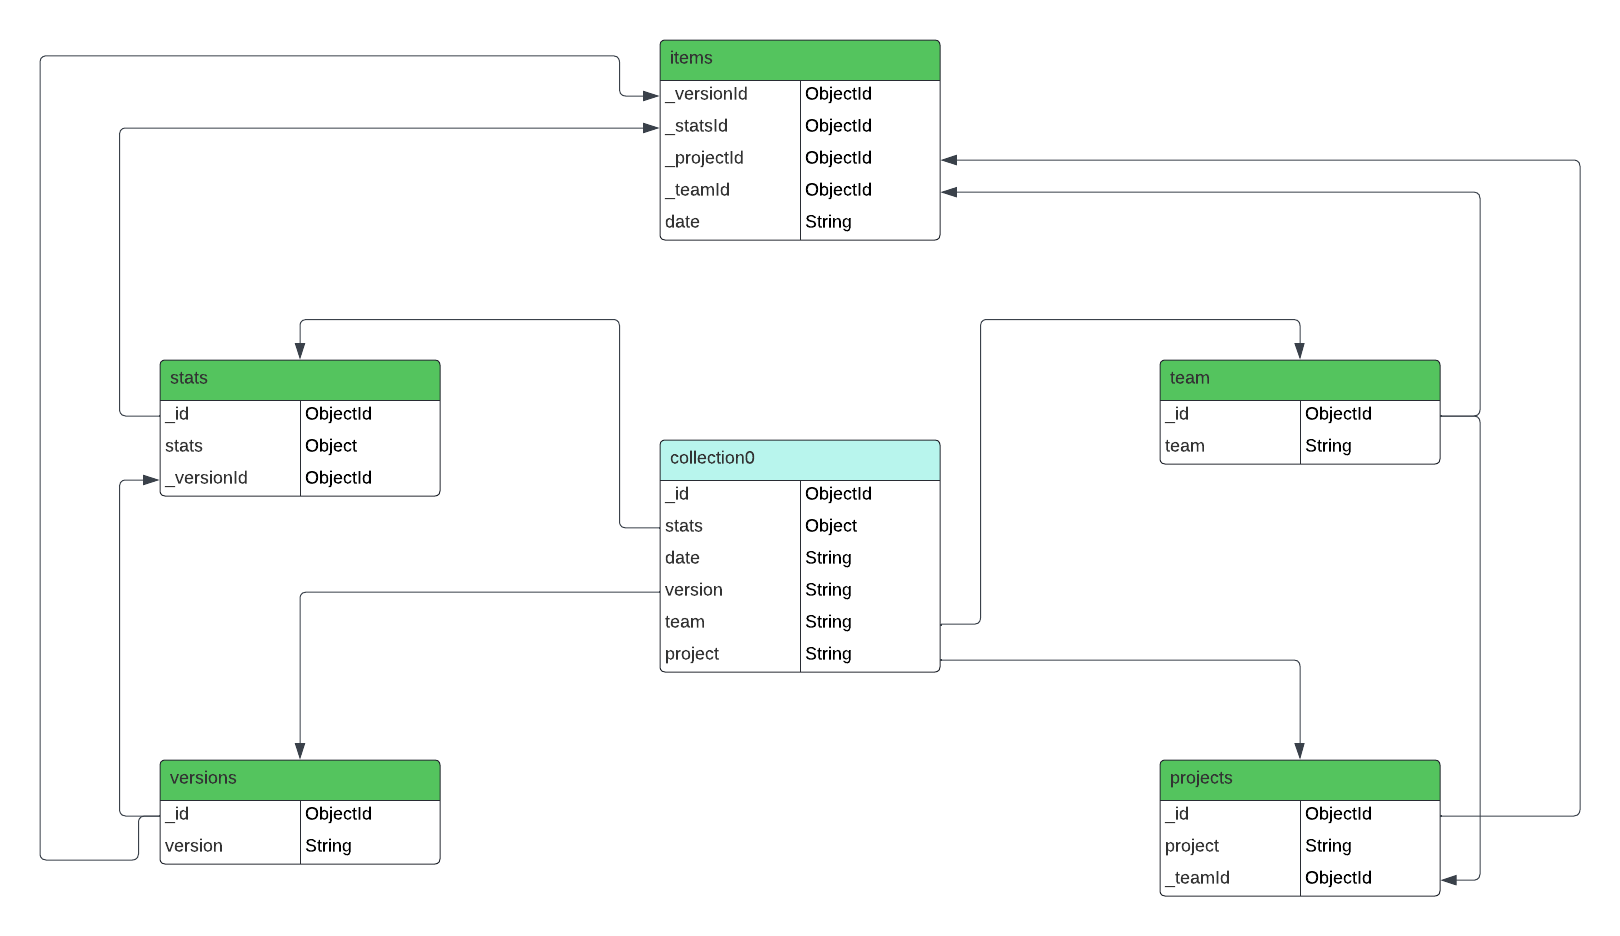 items
_versionId ObjectId
_statsId ObjectId
_projectId ObjectId
_teamId ObjectId
date String
stats
_id ObjectId
stats Object
_versionId ObjectId
team
_id ObjectId
team String
collection0
_id ObjectId
stats Object
date String
version String
team String
project String
versions
_id ObjectId
version String
projects
_id ObjectId
project String
_teamId ObjectId